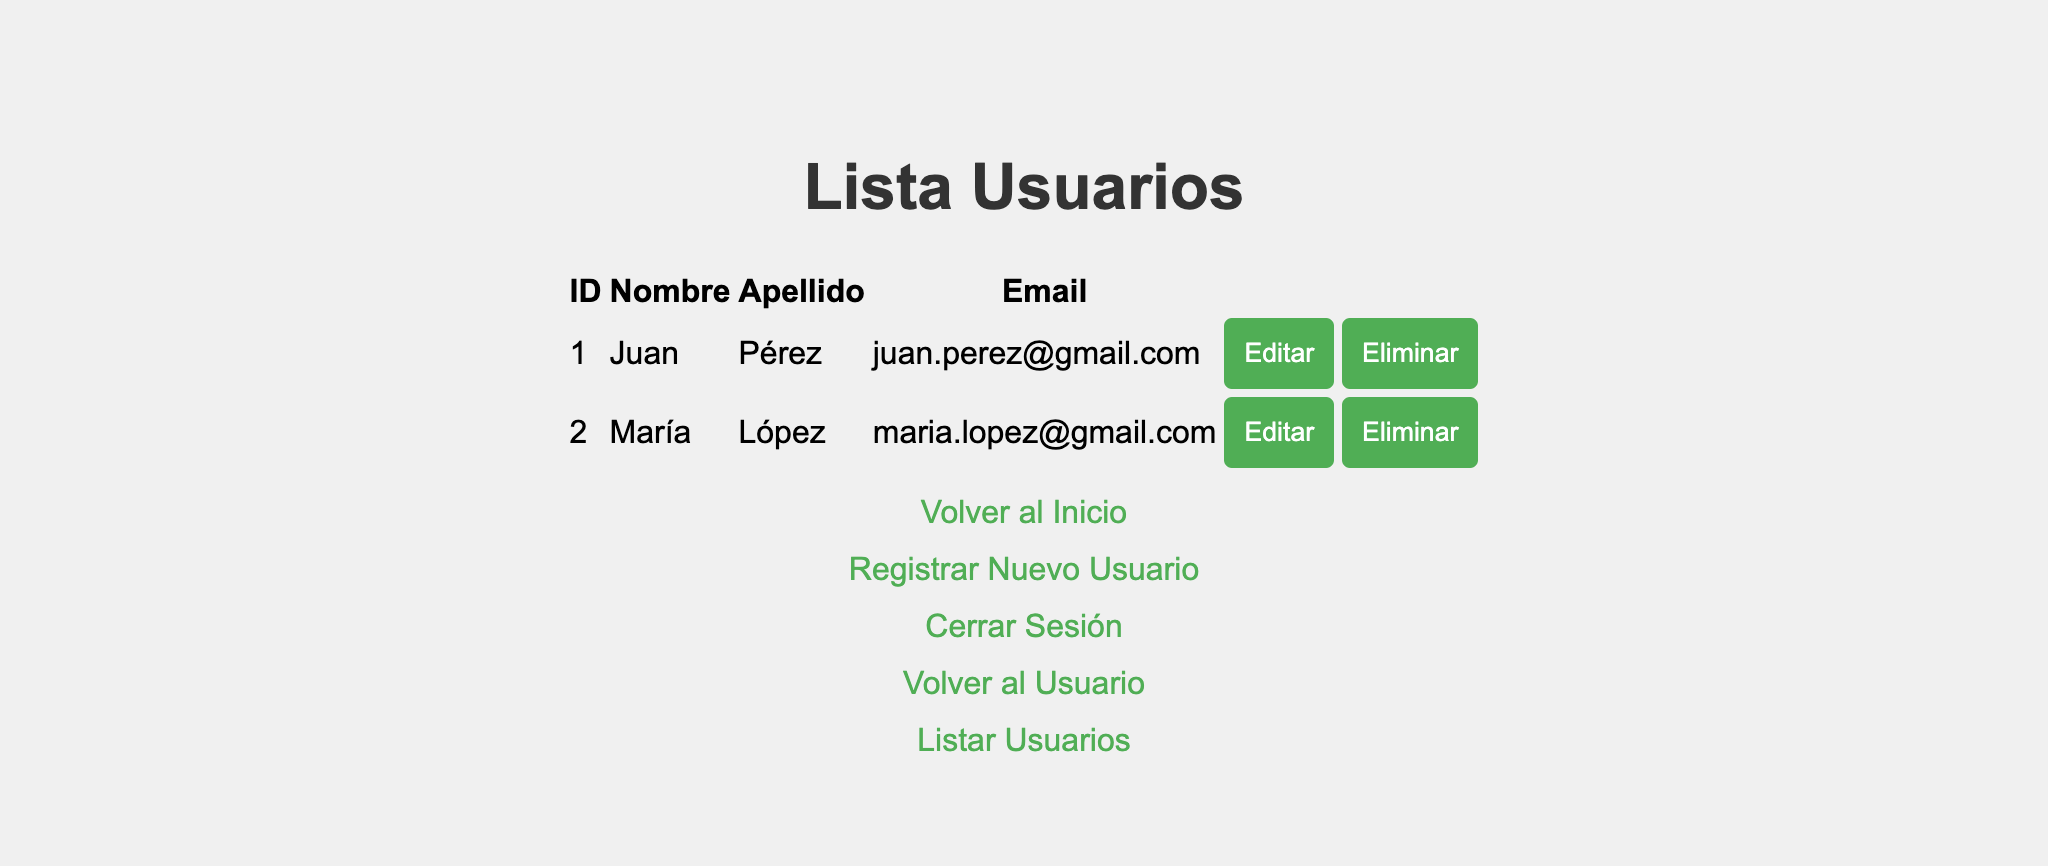 Lista Usuarios
ID Nombre Apellido Email
1 Juan Pérez juan.perez@gmail.com Editar Eliminar
2 María López maria.lopez@gmail.com Editar Eliminar
Volver al Inicio
Registrar Nuevo Usuario
Cerrar Sesión
Volver al Usuario
Listar Usuarios